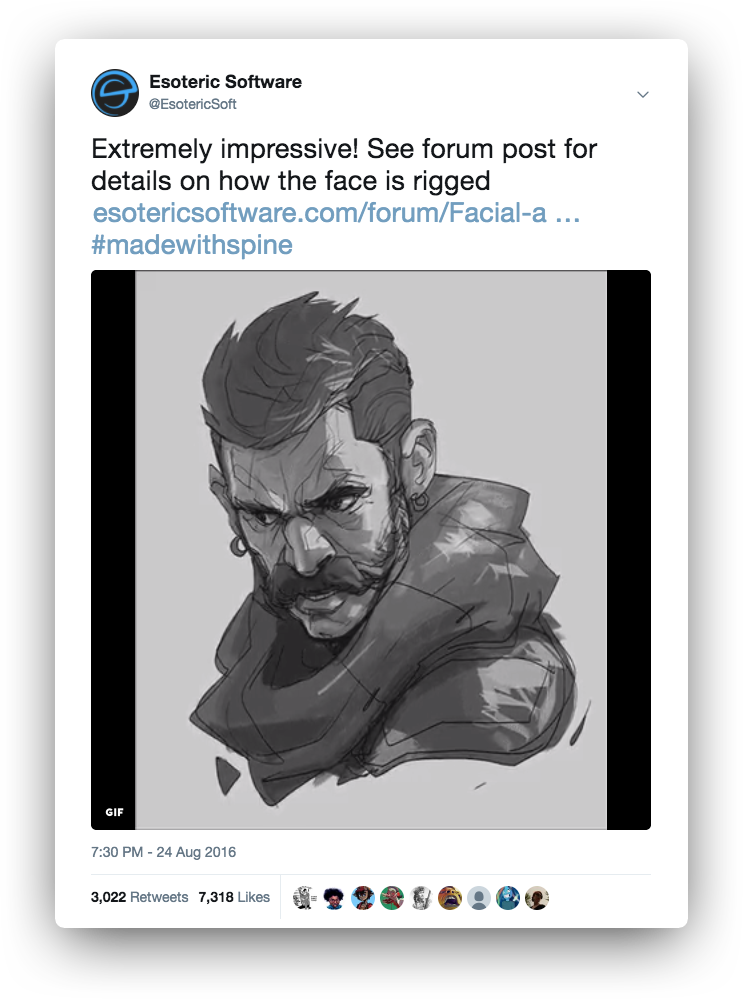 Esoteric Software
@EsotericSoft
Extremely impressive! See forum post for
details on how the face is rigged
esotericsoftware.com/forum/Facial-a …
#madewithspine
GIF
7:30 PM - 24 Aug 2016
3,022 Retweets 7,318 Likes